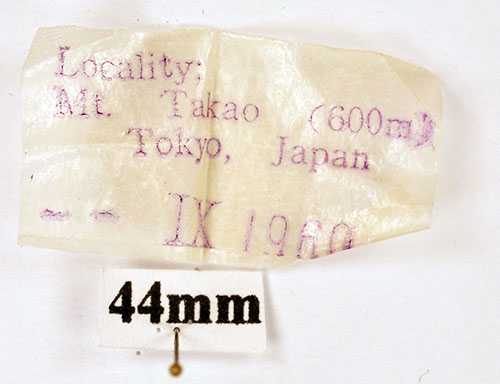 Locality;
Mt. Takao (600m)
Tokyo, Japan
-- IX 1960
44mm